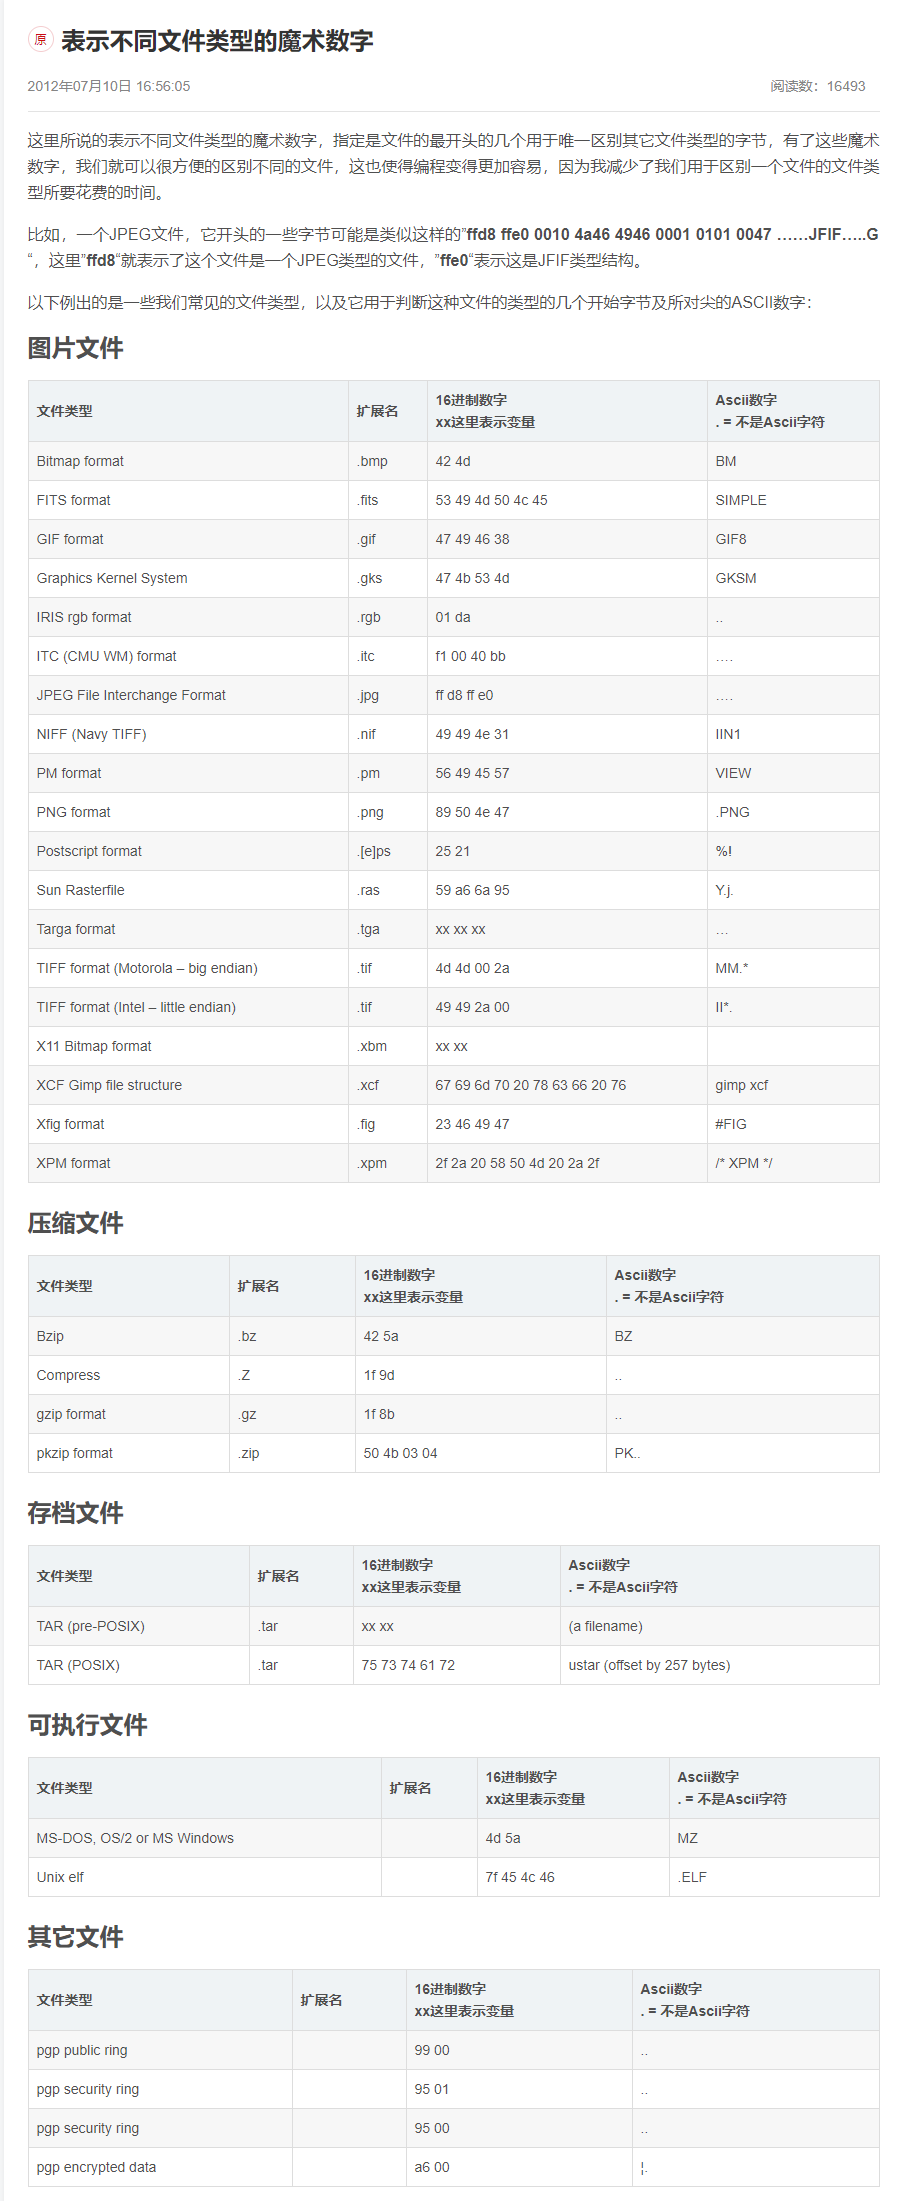 原 表示不同文件类型的魔术数字
2012年07月10日 16:56:05 阅读数：16493
这里所说的表示不同文件类型的魔术数字，指定是文件的最开头的几个用于唯一区别其它文件类型的字节，有了这些魔术
数字，我们就可以很方便的区别不同的文件，这也使得编程变得更加容易，因为我减少了我们用于区别一个文件的文件类
型所要花费的时间。
比如，一个JPEG文件，它开头的一些字节可能是类似这样的”ffd8 ffe0 0010 4a46 4946 0001 0101 0047 ……JFIF…..G
“，这里”ffd8“就表示了这个文件是一个JPEG类型的文件，”ffe0“表示这是JFIF类型结构。
以下例出的是一些我们常见的文件类型，以及它用于判断这种文件的类型的几个开始字节及所对尖的ASCII数字：
图片文件
文件类型 扩展名 16进制数字 Ascii数字
xx这里表示变量 . = 不是Ascii字符
Bitmap format .bmp 42 4d BM
FITS format .fits 53 49 4d 50 4c 45 SIMPLE
GIF format .gif 47 49 46 38 GIF8
Graphics Kernel System .gks 47 4b 53 4d GKSM
IRIS rgb format .rgb 01 da ..
ITC (CMU WM) format .itc f1 00 40 bb ….
JPEG File Interchange Format .jpg ff d8 ff e0 ….
NIFF (Navy TIFF) .nif 49 49 4e 31 IIN1
PM format .pm 56 49 45 57 VIEW
PNG format .png 89 50 4e 47 .PNG
Postscript format .[e]ps 25 21 %!
Sun Rasterfile .ras 59 a6 6a 95 Y.j.
Targa format .tga xx xx xx …
TIFF format (Motorola – big endian) .tif 4d 4d 00 2a MM.*
TIFF format (Intel – little endian) .tif 49 49 2a 00 II*.
X11 Bitmap format .xbm xx xx
XCF Gimp file structure .xcf 67 69 6d 70 20 78 63 66 20 76 gimp xcf
Xfig format .fig 23 46 49 47 #FIG
XPM format .xpm 2f 2a 20 58 50 4d 20 2a 2f /* XPM */
压缩文件
文件类型 扩展名 16进制数字 Ascii数字
xx这里表示变量 . = 不是Ascii字符
Bzip .bz 42 5a BZ
Compress .Z 1f 9d ..
gzip format .gz 1f 8b ..
pkzip format .zip 50 4b 03 04 PK..
存档文件
文件类型 扩展名 16进制数字 Ascii数字
xx这里表示变量 . = 不是Ascii字符
TAR (pre-POSIX) .tar xx xx (a filename)
TAR (POSIX) .tar 75 73 74 61 72 ustar (offset by 257 bytes)
可执行文件
文件类型 扩展名 16进制数字 Ascii数字
xx这里表示变量 . = 不是Ascii字符
MS-DOS, OS/2 or MS Windows 4d 5a MZ
Unix elf 7f 45 4c 46 .ELF
其它文件
文件类型 扩展名 16进制数字 Ascii数字
xx这里表示变量 . = 不是Ascii字符
pgp public ring 99 00 ..
pgp security ring 95 01 ..
pgp security ring 95 00 ..
pgp encrypted data a6 00 ¦.